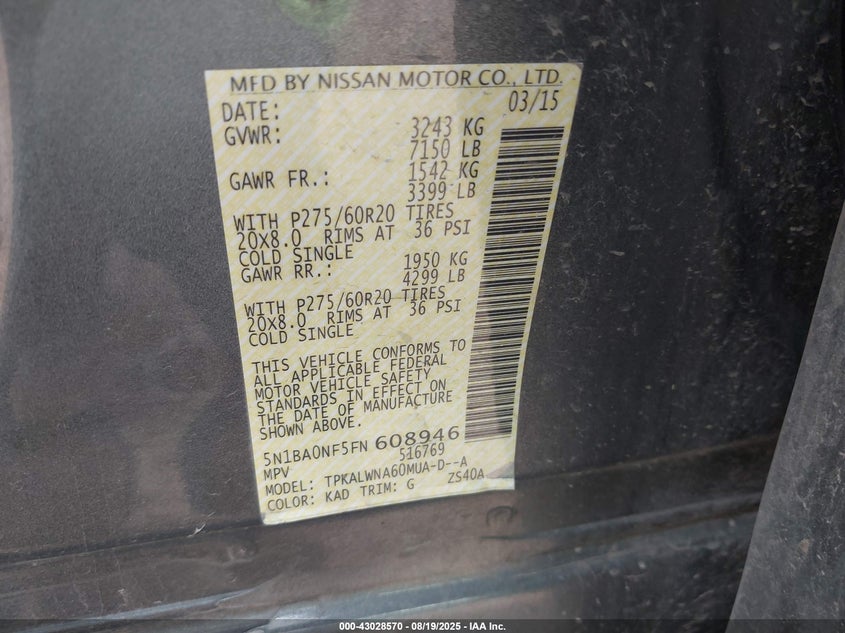 MFD BY NISSAN MOTOR CO., LTD.
DATE: 03/15
GVWR: 3243 KG
7150 LB
GAWR FR.: 1542 KG
3399 LB
WITH P275/60R20 TIRES
20X8.0 RIMS AT 36 PSI
COLD SINGLE
GAWR RR.: 1950 KG
4299 LB
WITH P275/60R20 TIRES
20X8.0 RIMS AT 36 PSI
COLD SINGLE
THIS VEHICLE CONFORMS TO
ALL APPLICABLE FEDERAL
MOTOR VEHICLE SAFETY
STANDARDS IN EFFECT ON
THE DATE OF MANUFACTURE
SHOWN ABOVE.
5N1BA0NF5FN 608946
MPV 516769
MODEL: TPKALWNA60MUA-D--A
COLOR: KAD TRIM: G ZS40A
000-43028570 - 08/19/2025 - IAA Inc.